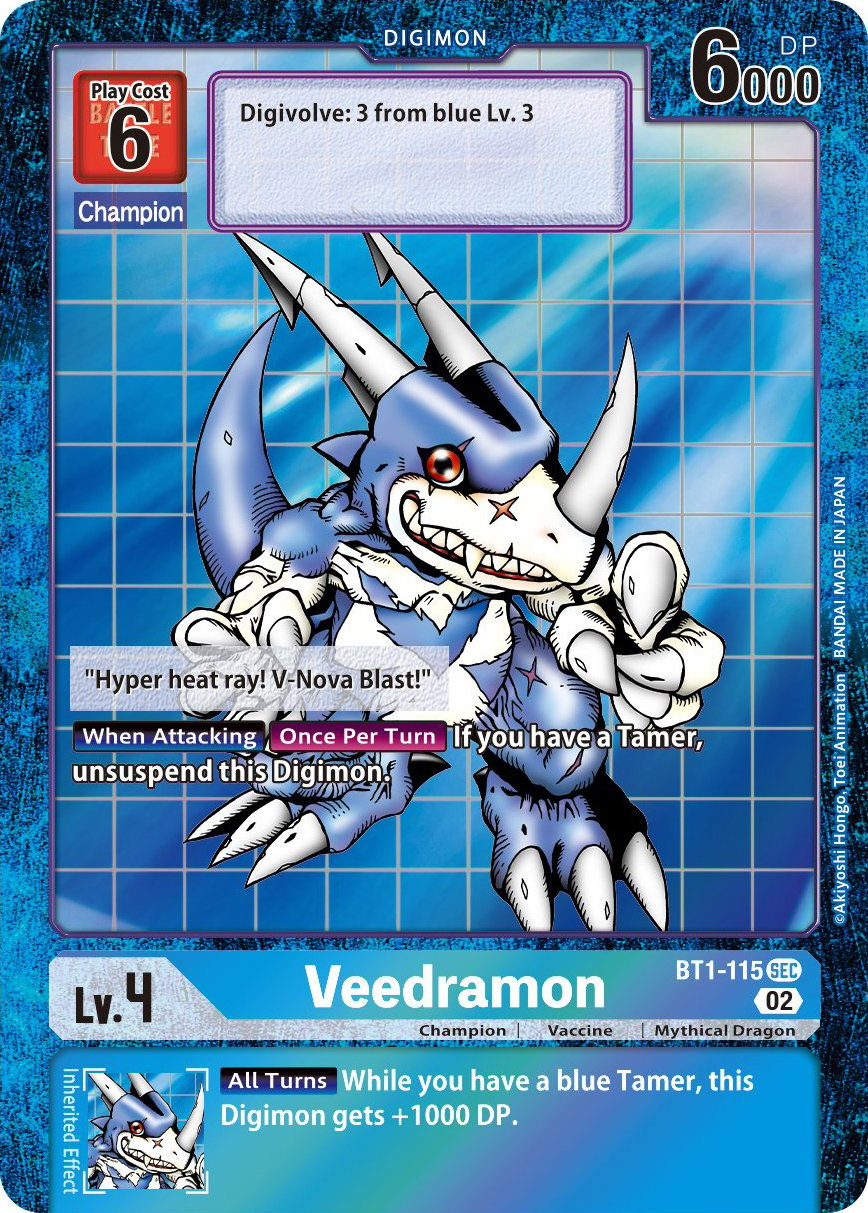 DIGIMON
6000 DP
Play Cost
6
Champion
Digivolve: 3 from blue Lv. 3
"Hyper heat ray! V-Nova Blast!"
When Attacking Once Per Turn If you have a Tamer,
unsuspend this Digimon.
©Akiyoshi Hongo, Toei Animation · BANDAI MADE IN JAPAN
Lv.4
Veedramon
BT1-115 SEC
02
Champion | Vaccine | Mythical Dragon
Inherited Effect
All Turns While you have a blue Tamer, this
Digimon gets +1000 DP.